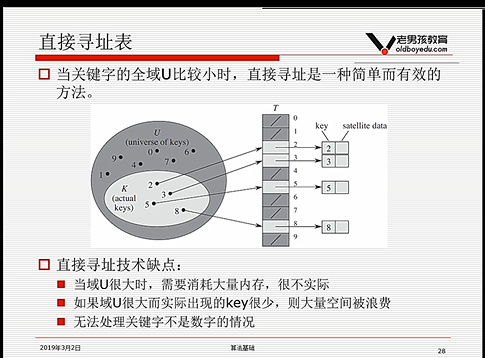 直接寻址表
老男孩教育
oldboyedu.com
当关键字的全域U比较小时，直接寻址是一种简单而有效的
方法。
T
U
(universe of keys)
0
6
9
4
7
1
K
(actual
keys)
2
3
5
8
0
1
2
3
4
5
6
7
8
9
key
satellite data
2
3
5
8
直接寻址技术缺点：
当域U很大时，需要消耗大量内存，很不实际
如果域U很大而实际出现的key很少，则大量空间被浪费
无法处理关键字不是数字的情况
2019年3月2日
算法基础
28